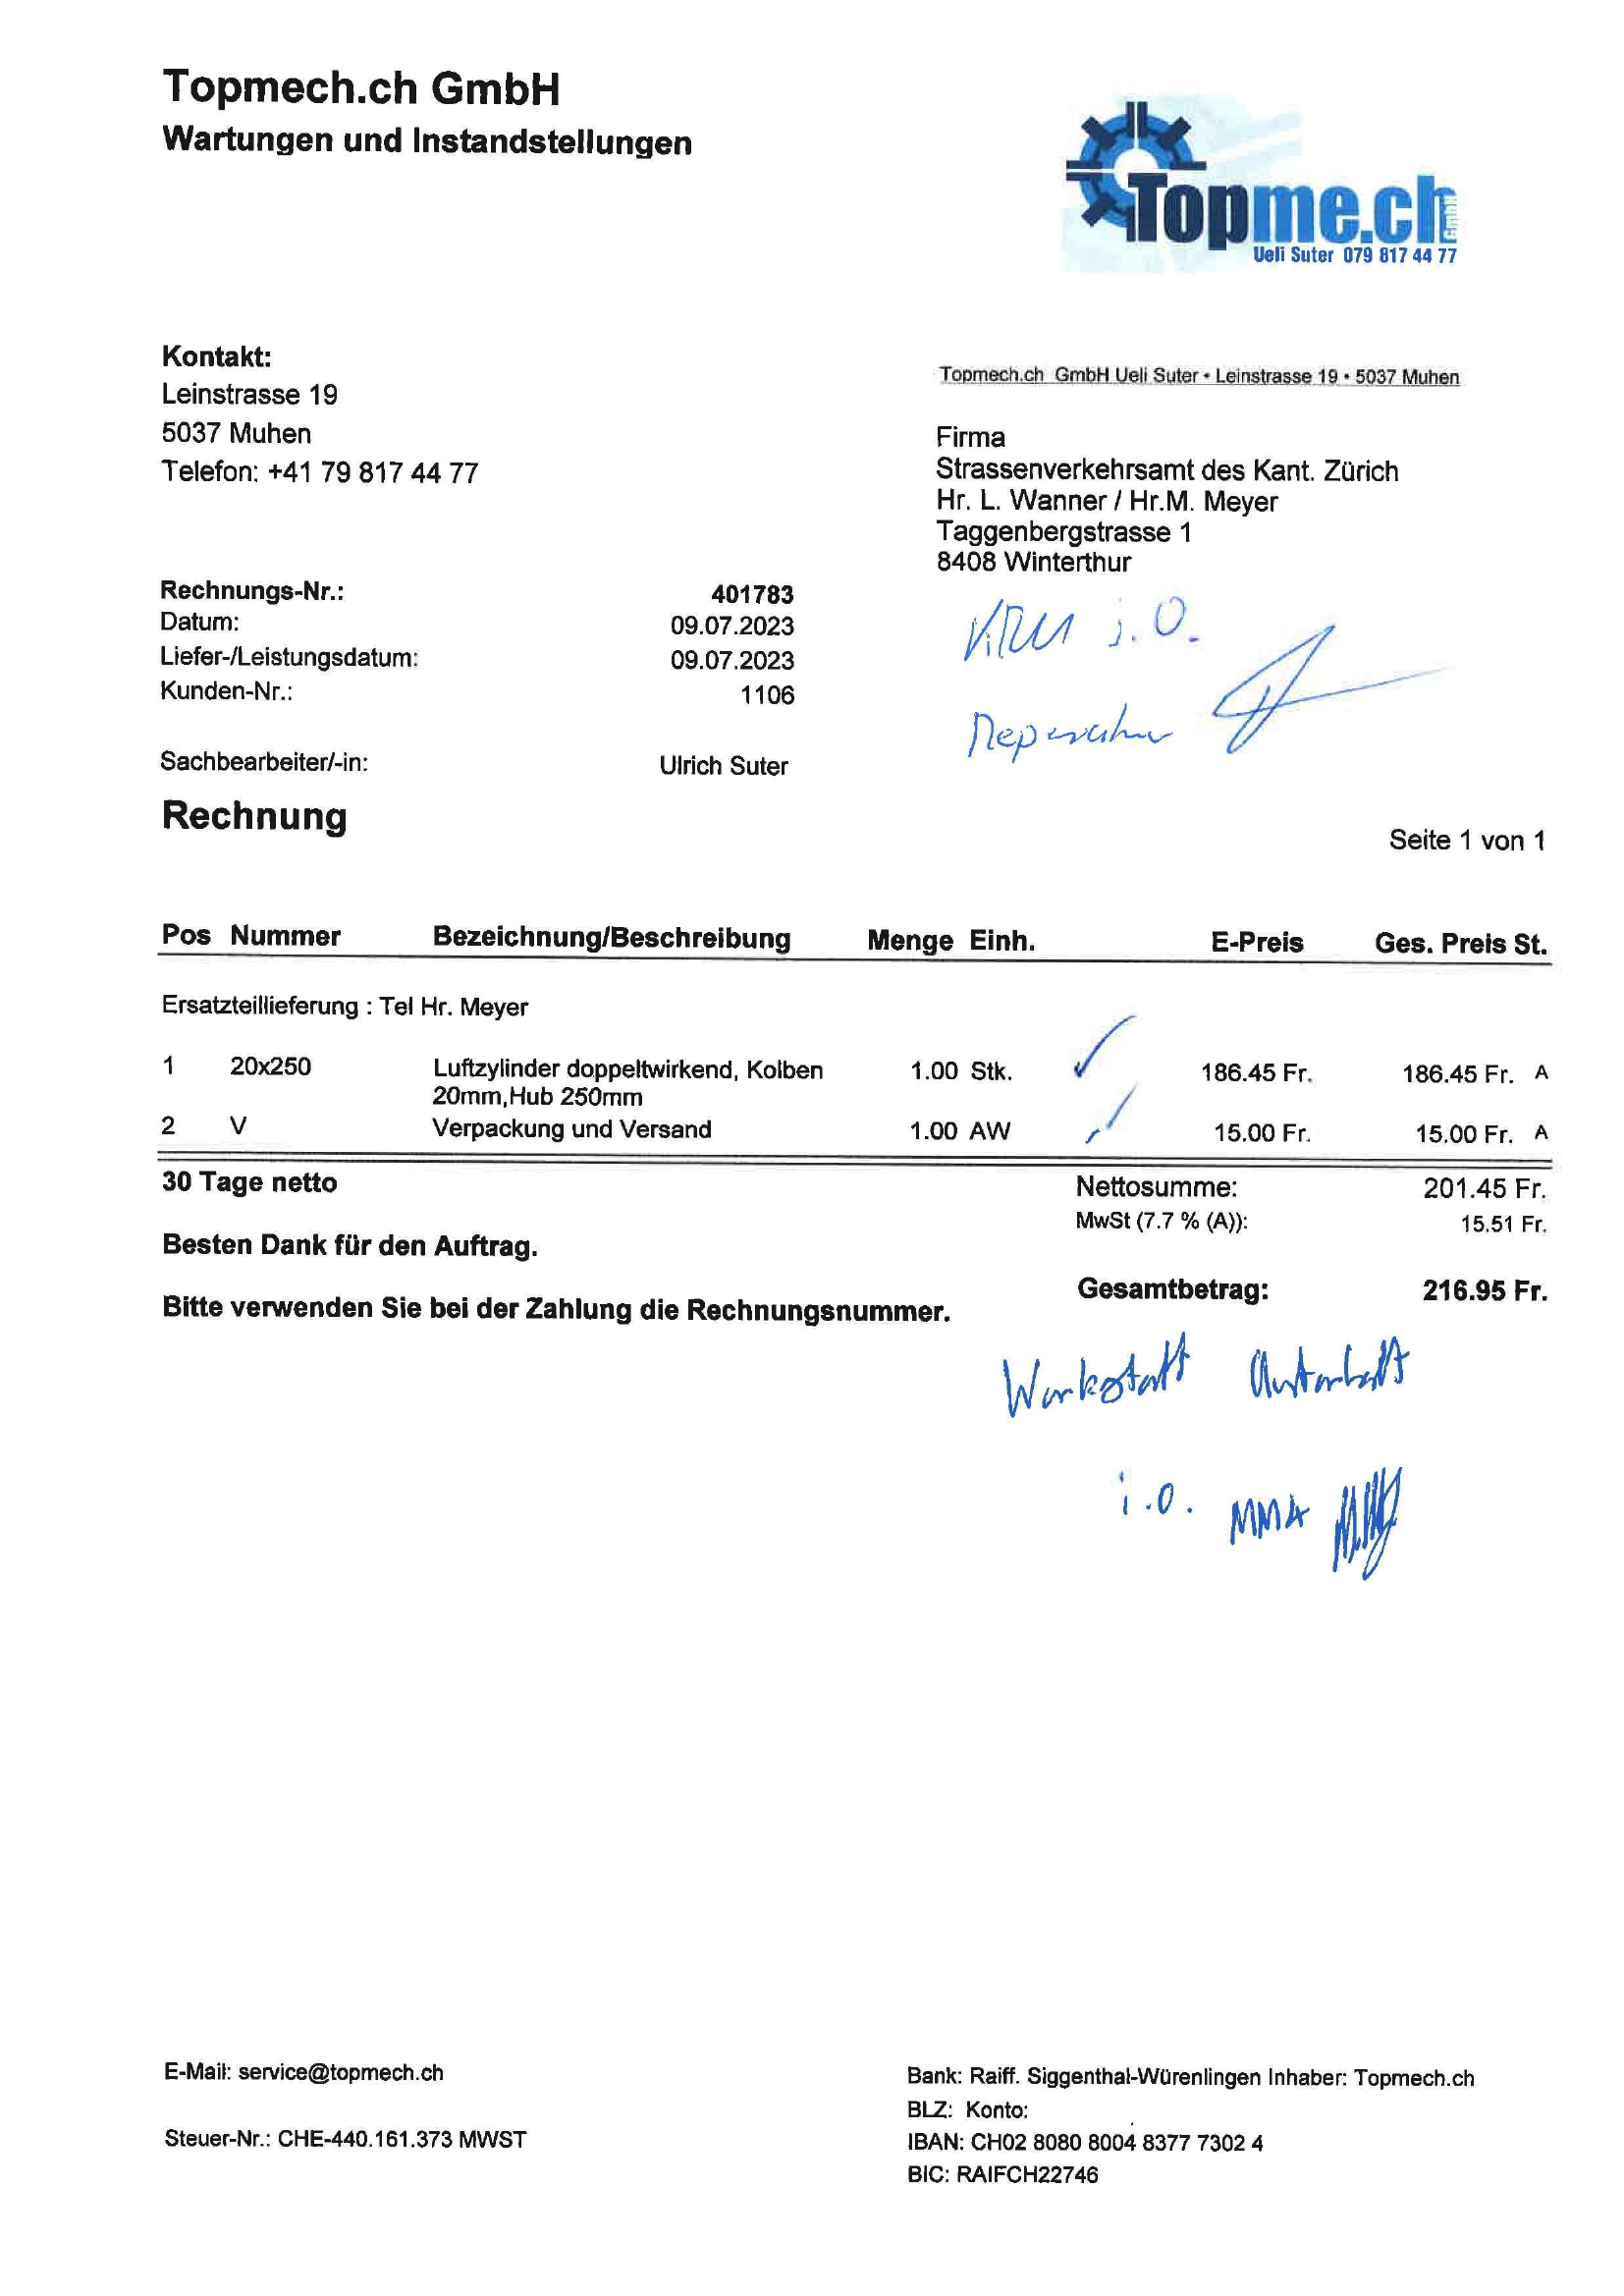 Topmech.ch GmbH
Wartungen und Instandstellungen
Topme.ch GmbH
Ueli Suter 079 817 44 77
Kontakt:
Leinstrasse 19
5037 Muhen
Telefon: +41 79 817 44 77
Topmech.ch GmbH Ueli Suter • Leinstrasse 19 • 5037 Muhen
Firma
Strassenverkehrsamt des Kant. Zürich
Hr. L. Wanner / Hr.M. Meyer
Taggenbergstrasse 1
8408 Winterthur
Rechnungs-Nr.: 401783
Datum: 09.07.2023
Liefer-/Leistungsdatum: 09.07.2023
Kunden-Nr.: 1106
i.O.
Sachbearbeiter/-in: Ulrich Suter
Rechnung
Seite 1 von 1
Pos Nummer Bezeichnung/Beschreibung Menge Einh. E-Preis Ges. Preis St.
Ersatzteillieferung : Tel Hr. Meyer
1 20x250 Luftzylinder doppeltwirkend, Kolben 1.00 Stk. 186.45 Fr. 186.45 Fr. A
20mm,Hub 250mm
2 V Verpackung und Versand 1.00 AW 15.00 Fr. 15.00 Fr. A
30 Tage netto
Nettosumme: 201.45 Fr.
MwSt (7.7 % (A)): 15.51 Fr.
Besten Dank für den Auftrag.
Gesamtbetrag: 216.95 Fr.
Bitte verwenden Sie bei der Zahlung die Rechnungsnummer.
Werkstatt
i.O.
E-Mail: service@topmech.ch
Steuer-Nr.: CHE-440.161.373 MWST
Bank: Raiff. Siggenthal-Würenlingen Inhaber: Topmech.ch
BLZ: Konto:
IBAN: CH02 8080 8004 8377 7302 4
BIC: RAIFCH22746